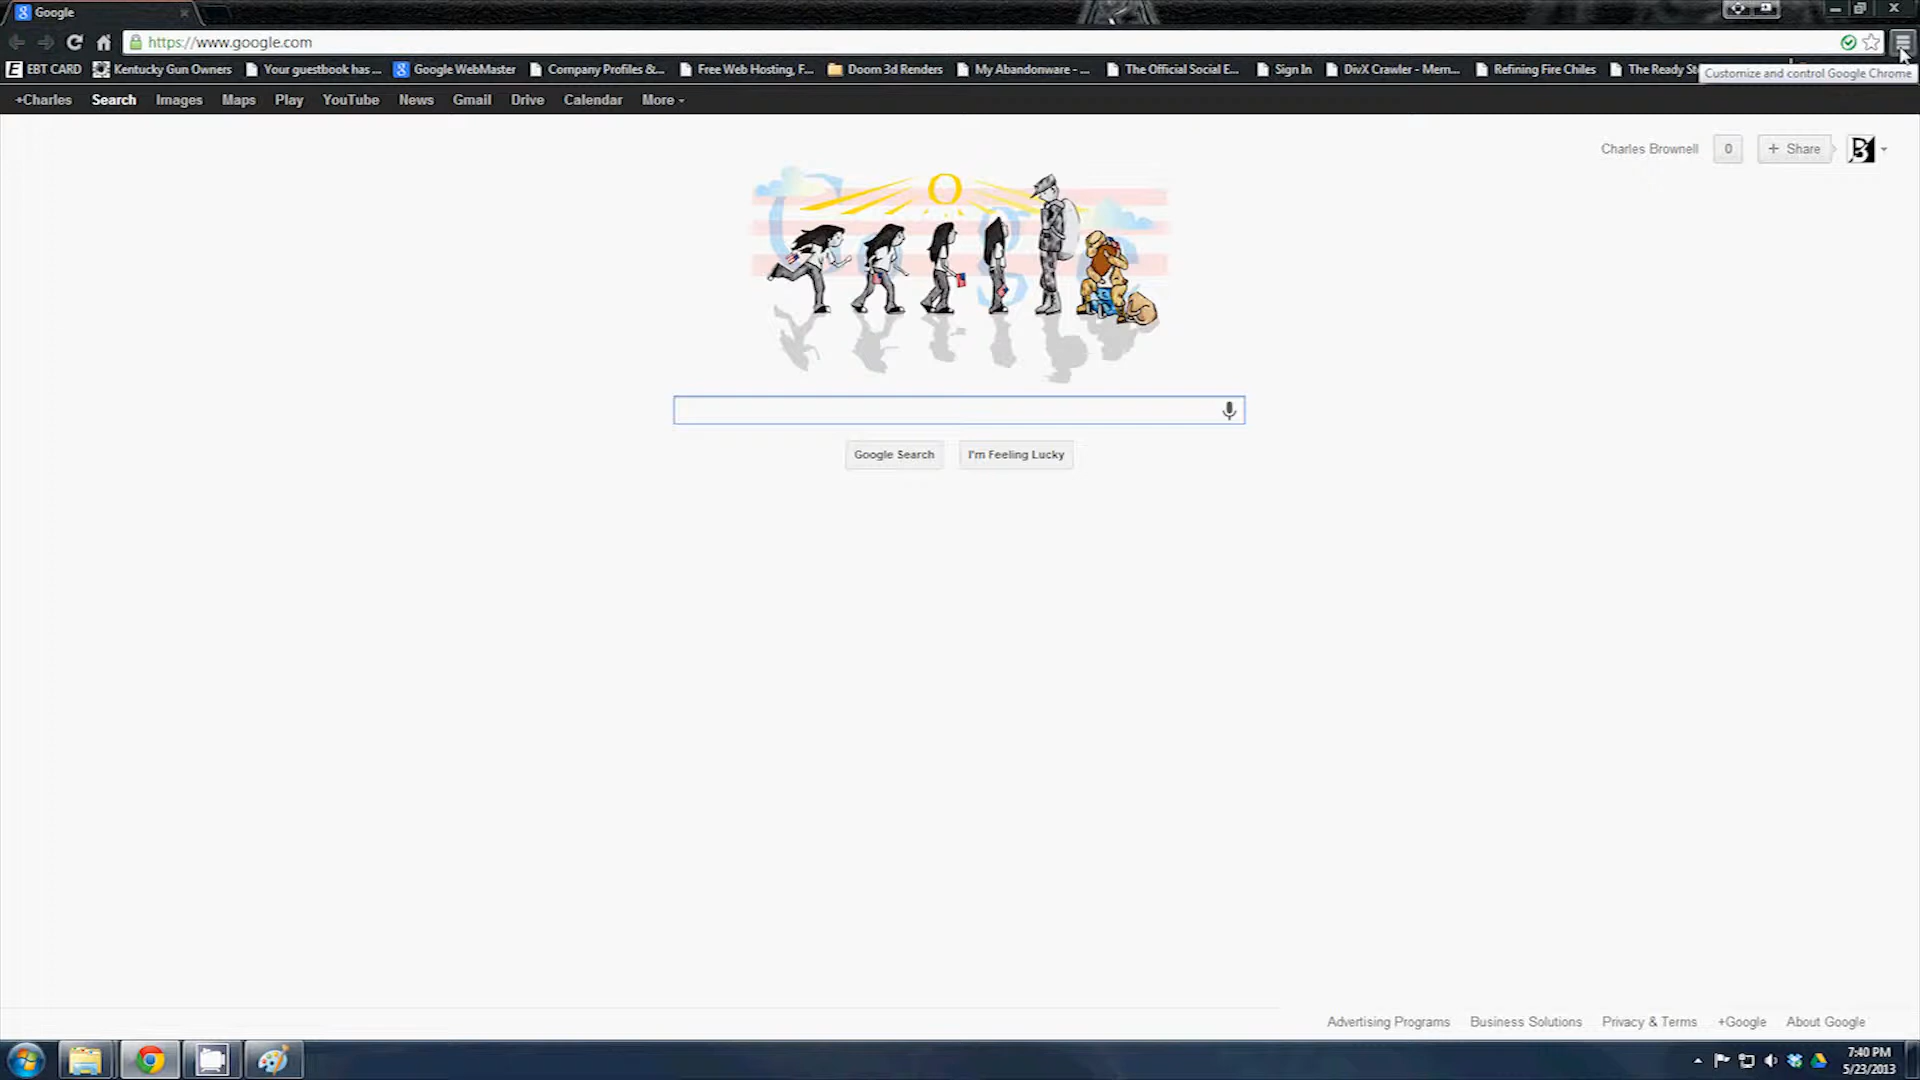 Google
https://www.google.com
EBT CARD Kentucky Gun Owners Your guestbook has ... Google WebMaster Company Profiles &... Free Web Hosting, F... Doom 3d Renders My Abandonware - ... The Official Social E... Sign In DivX Crawler - Mem... Refining Fire Chiles The Ready St
Customize and control Google Chrome
+Charles Search Images Maps Play YouTube News Gmail Drive Calendar More
Charles Brownell 0 + Share
Google Search I'm Feeling Lucky
Advertising Programs Business Solutions Privacy & Terms +Google About Google
7:40 PM
5/23/2013